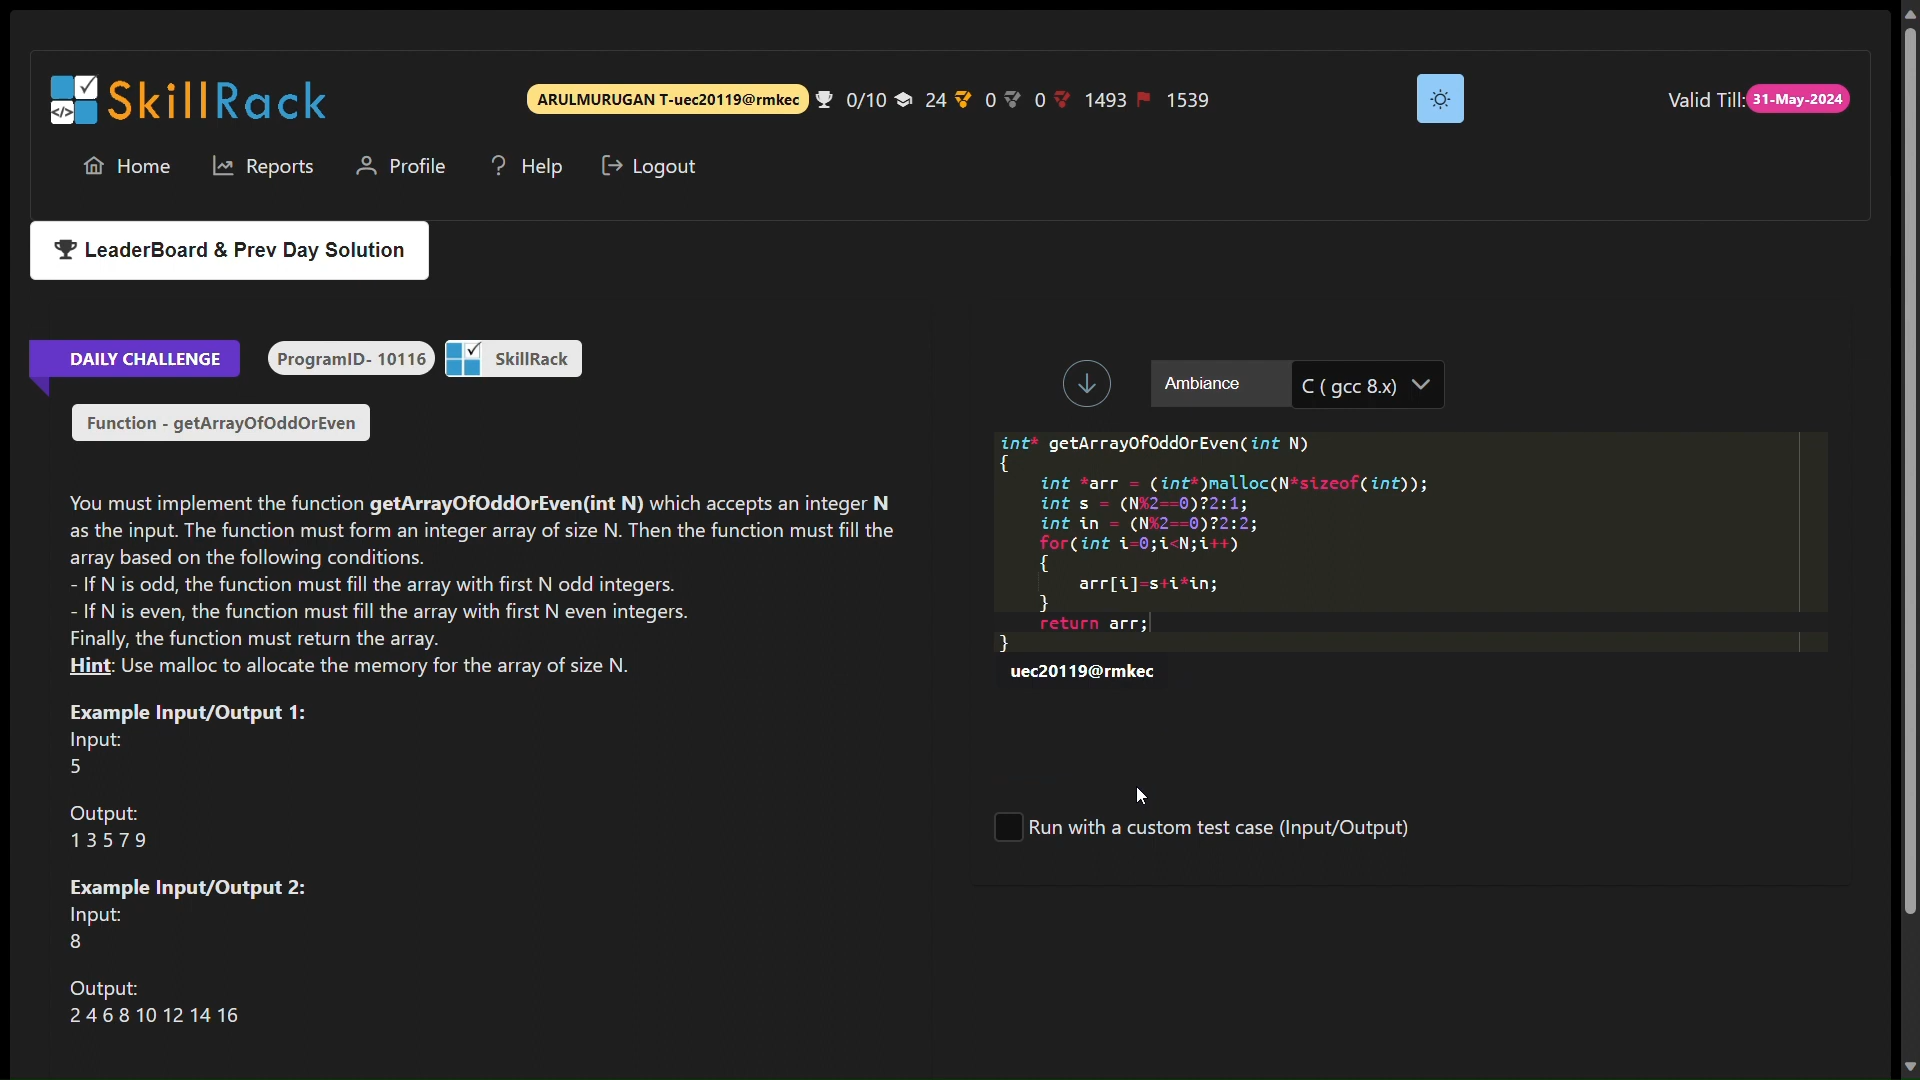 SkillRack
ARULMURUGAN T-uec20119@rmkec 0/10 24 0 0 1493 1539
Valid Till: 31-May-2024
Home Reports Profile ? Help Logout
LeaderBoard & Prev Day Solution
DAILY CHALLENGE ProgramID- 10116 SkillRack
Function - getArrayOfOddOrEven
You must implement the function getArrayOfOddOrEven(int N) which accepts an integer N
as the input. The function must form an integer array of size N. Then the function must fill the
array based on the following conditions.
- If N is odd, the function must fill the array with first N odd integers.
- If N is even, the function must fill the array with first N even integers.
Finally, the function must return the array.
Hint: Use malloc to allocate the memory for the array of size N.
Example Input/Output 1:
Input:
5
Output:
1 3 5 7 9
Example Input/Output 2:
Input:
8
Output:
2 4 6 8 10 12 14 16
Ambiance C ( gcc 8.x)
int* getArrayOfOddOrEven(int N)
{
int *arr = (int*)malloc(N*sizeof(int));
int s = (N%2==0)?2:1;
int in = (N%2==0)?2:2;
for(int i=0;i<N;i++)
{
arr[i]=s+i*in;
}
return arr;
}
uec20119@rmkec
Run with a custom test case (Input/Output)